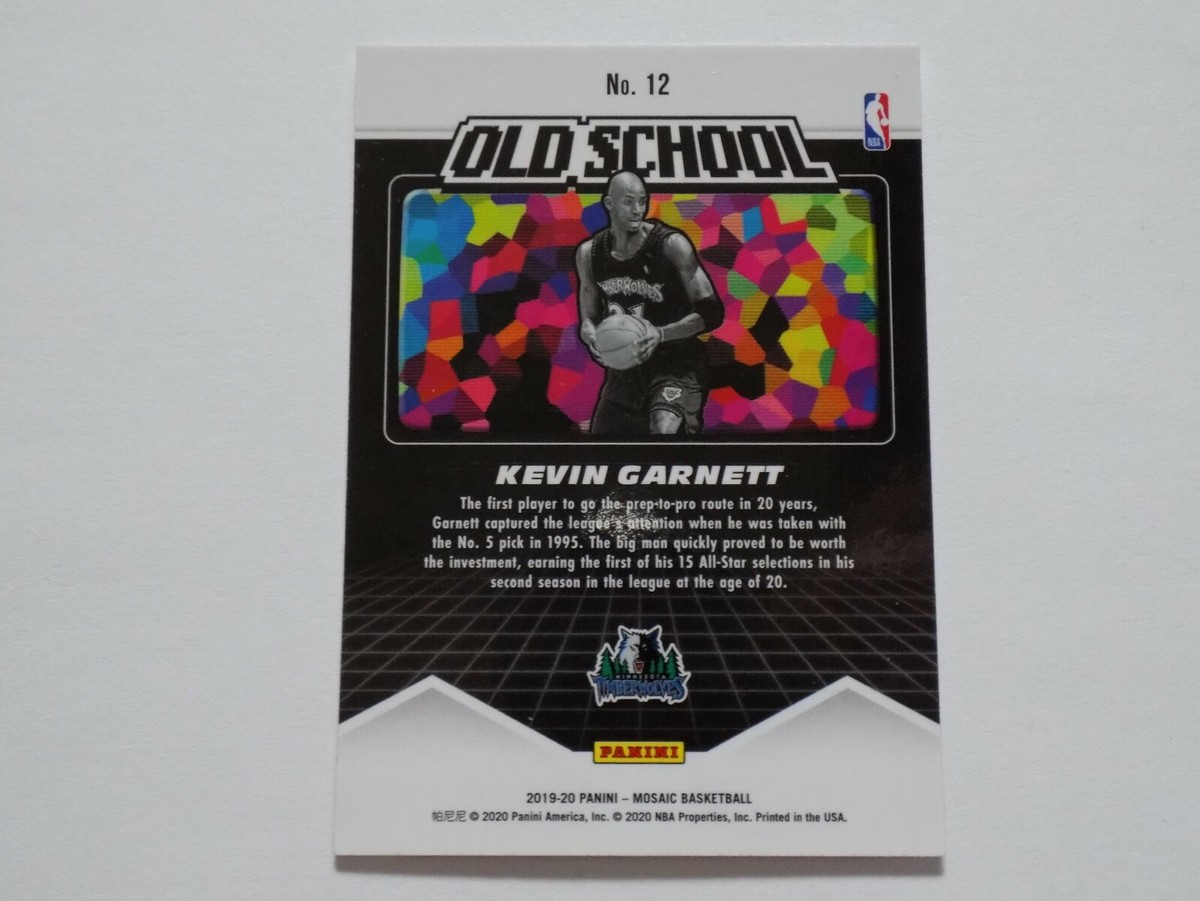 No. 12
NBA
OLD SCHOOL
TIMBERWOLVES
21
KEVIN GARNETT
The first player to go the prep-to-pro route in 20 years,
Garnett captured the league's attention when he was taken with
the No. 5 pick in 1995. The big man quickly proved to be worth
the investment, earning the first of his 15 All-Star selections in his
second season in the league at the age of 20.
MINNESOTA
TIMBERWOLVES
PANINI
2019-20 PANINI – MOSAIC BASKETBALL
帕尼尼 © 2020 Panini America, Inc. © 2020 NBA Properties, Inc. Printed in the USA.